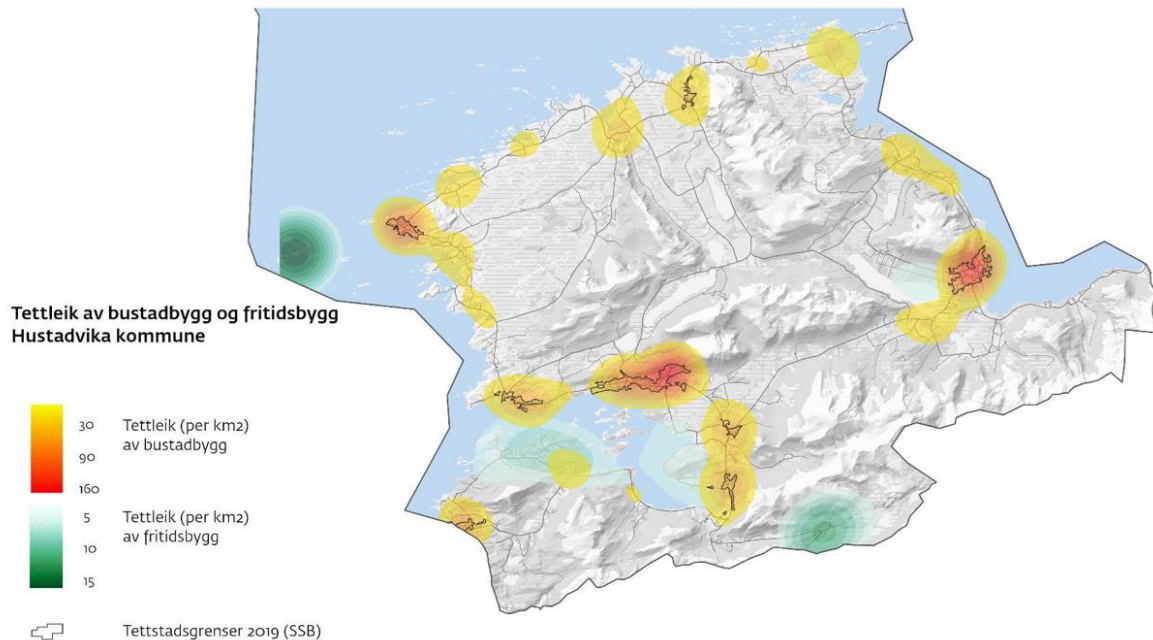 Tettleik av bustadbygg og fritidsbygg
Hustadvika kommune
30
90
160
Tettleik (per km2)
av bustadbygg
5
10
15
Tettleik (per km2)
av fritidsbygg
Tettstadsgrenser 2019 (SSB)